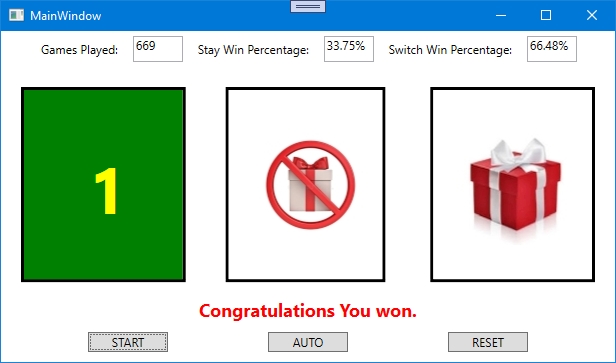 MainWindow
Games Played: 669 Stay Win Percentage: 33.75% Switch Win Percentage: 66.48%
1
Congratulations You won.
START AUTO RESET